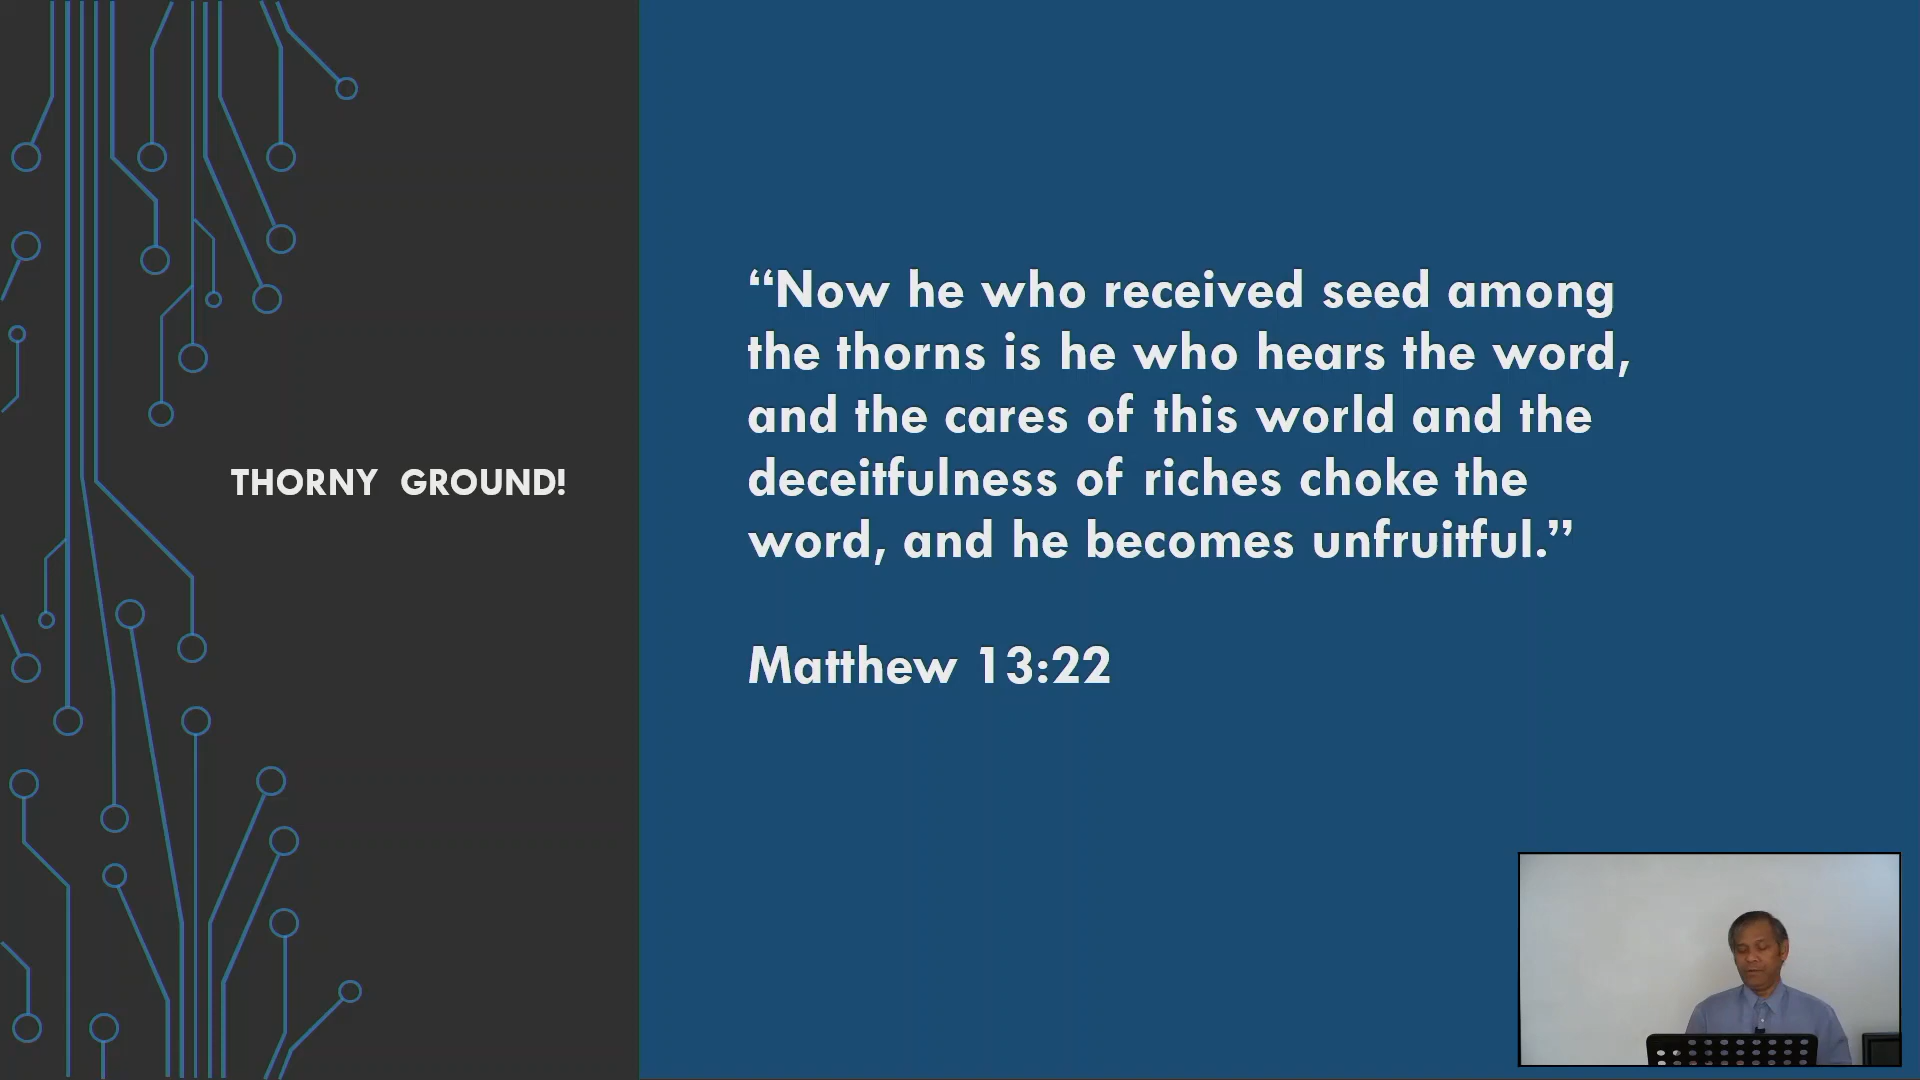 THORNY GROUND!
“Now he who received seed among
the thorns is he who hears the word,
and the cares of this world and the
deceitfulness of riches choke the
word, and he becomes unfruitful.”
Matthew 13:22